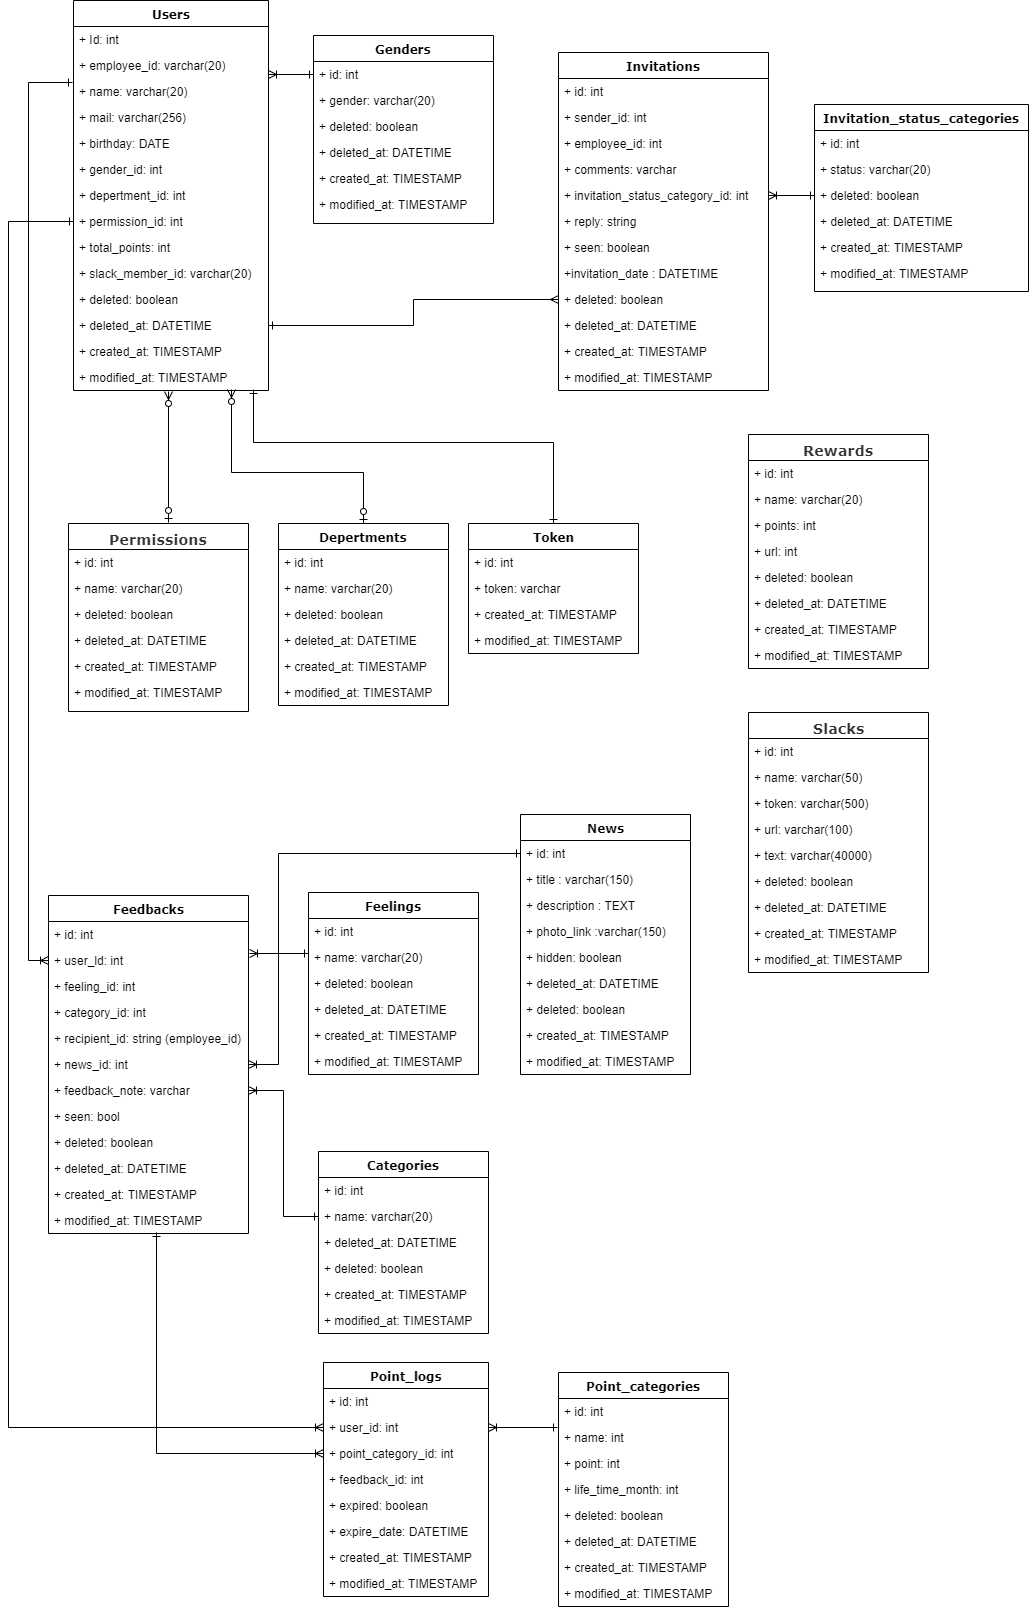 Users
+ Id: int
+ employee_id: varchar(20)
+ name: varchar(20)
+ mail: varchar(256)
+ birthday: DATE
+ gender_id: int
+ depertment_id: int
+ permission_id: int
+ total_points: int
+ slack_member_id: varchar(20)
+ deleted: boolean
+ deleted_at: DATETIME
+ created_at: TIMESTAMP
+ modified_at: TIMESTAMP
Genders
+ id: int
+ gender: varchar(20)
+ deleted: boolean
+ deleted_at: DATETIME
+ created_at: TIMESTAMP
+ modified_at: TIMESTAMP
Invitations
+ id: int
+ sender_id: int
+ employee_id: int
+ comments: varchar
+ invitation_status_category_id: int
+ reply: string
+ seen: boolean
+invitation_date : DATETIME
+ deleted: boolean
+ deleted_at: DATETIME
+ created_at: TIMESTAMP
+ modified_at: TIMESTAMP
Invitation_status_categories
+ id: int
+ status: varchar(20)
+ deleted: boolean
+ deleted_at: DATETIME
+ created_at: TIMESTAMP
+ modified_at: TIMESTAMP
Permissions
+ id: int
+ name: varchar(20)
+ deleted: boolean
+ deleted_at: DATETIME
+ created_at: TIMESTAMP
+ modified_at: TIMESTAMP
Depertments
+ id: int
+ name: varchar(20)
+ deleted: boolean
+ deleted_at: DATETIME
+ created_at: TIMESTAMP
+ modified_at: TIMESTAMP
Token
+ id: int
+ token: varchar
+ created_at: TIMESTAMP
+ modified_at: TIMESTAMP
Rewards
+ id: int
+ name: varchar(20)
+ points: int
+ url: int
+ deleted: boolean
+ deleted_at: DATETIME
+ created_at: TIMESTAMP
+ modified_at: TIMESTAMP
Slacks
+ id: int
+ name: varchar(50)
+ token: varchar(500)
+ url: varchar(100)
+ text: varchar(40000)
+ deleted: boolean
+ deleted_at: DATETIME
+ created_at: TIMESTAMP
+ modified_at: TIMESTAMP
News
+ id: int
+ title : varchar(150)
+ description : TEXT
+ photo_link :varchar(150)
+ hidden: boolean
+ deleted_at: DATETIME
+ deleted: boolean
+ created_at: TIMESTAMP
+ modified_at: TIMESTAMP
Feedbacks
+ id: int
+ user_Id: int
+ feeling_id: int
+ category_id: int
+ recipient_id: string (employee_id)
+ news_id: int
+ feedback_note: varchar
+ seen: bool
+ deleted: boolean
+ deleted_at: DATETIME
+ created_at: TIMESTAMP
+ modified_at: TIMESTAMP
Feelings
+ id: int
+ name: varchar(20)
+ deleted: boolean
+ deleted_at: DATETIME
+ created_at: TIMESTAMP
+ modified_at: TIMESTAMP
Categories
+ id: int
+ name: varchar(20)
+ deleted_at: DATETIME
+ deleted: boolean
+ created_at: TIMESTAMP
+ modified_at: TIMESTAMP
Point_logs
+ id: int
+ user_id: int
+ point_category_id: int
+ feedback_id: int
+ expired: boolean
+ expire_date: DATETIME
+ created_at: TIMESTAMP
+ modified_at: TIMESTAMP
Point_categories
+ id: int
+ name: int
+ point: int
+ life_time_month: int
+ deleted: boolean
+ deleted_at: DATETIME
+ created_at: TIMESTAMP
+ modified_at: TIMESTAMP